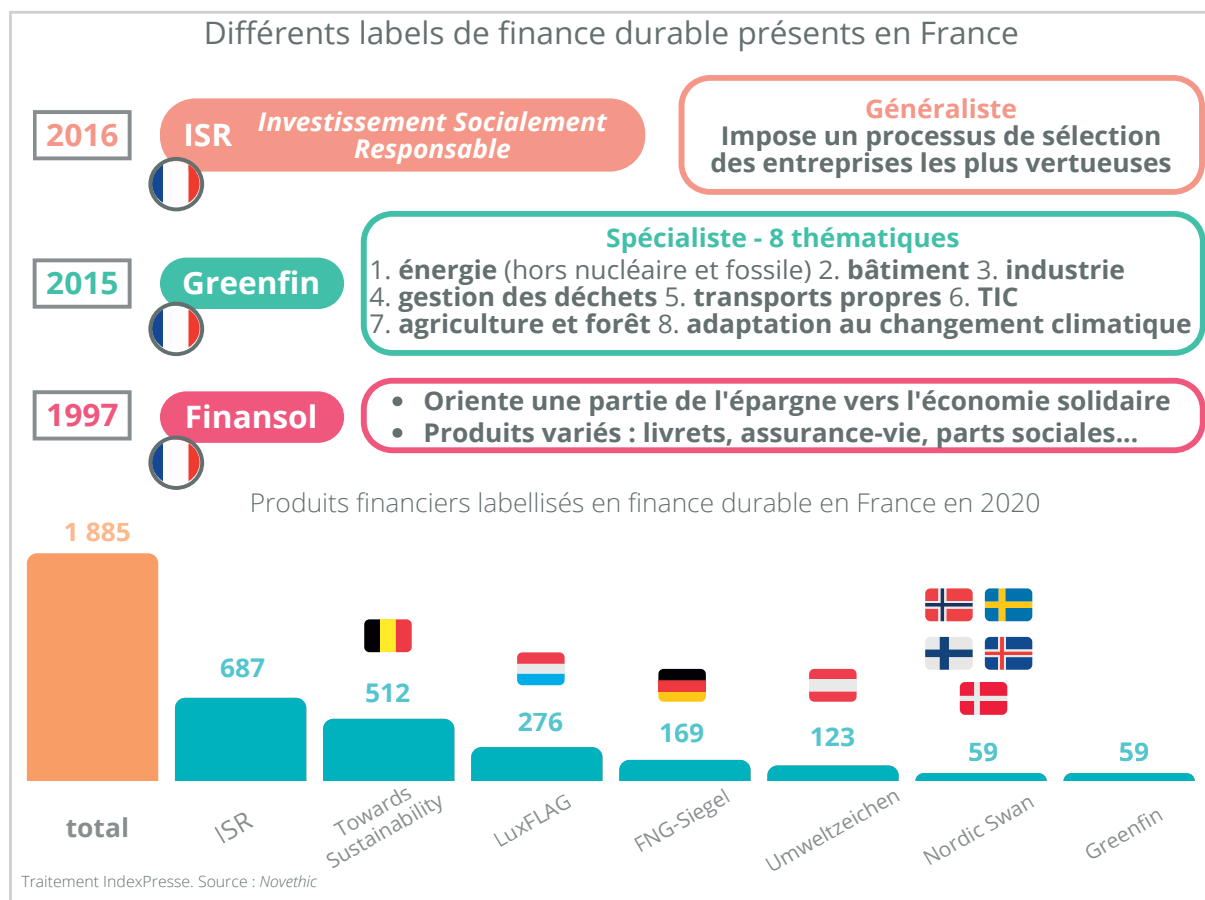 Différents labels de finance durable présents en France
2016
ISR
Investissement Socialement
Responsable
Généraliste
Impose un processus de sélection
des entreprises les plus vertueuses
2015
Greenfin
Spécialiste - 8 thématiques
1. énergie (hors nucléaire et fossile) 2. bâtiment 3. industrie
4. gestion des déchets 5. transports propres 6. TIC
7. agriculture et forêt 8. adaptation au changement climatique
1997
Finansol
• Oriente une partie de l'épargne vers l'économie solidaire
• Produits variés : livrets, assurance-vie, parts sociales...
Produits financiers labellisés en finance durable en France en 2020
1 885
687
512
276
169
123
59
59
total
ISR
Towards
Sustainability
LuxFLAG
FNG-Siegel
Umweltzeichen
Nordic Swan
Greenfin
Traitement IndexPresse. Source : Novethic